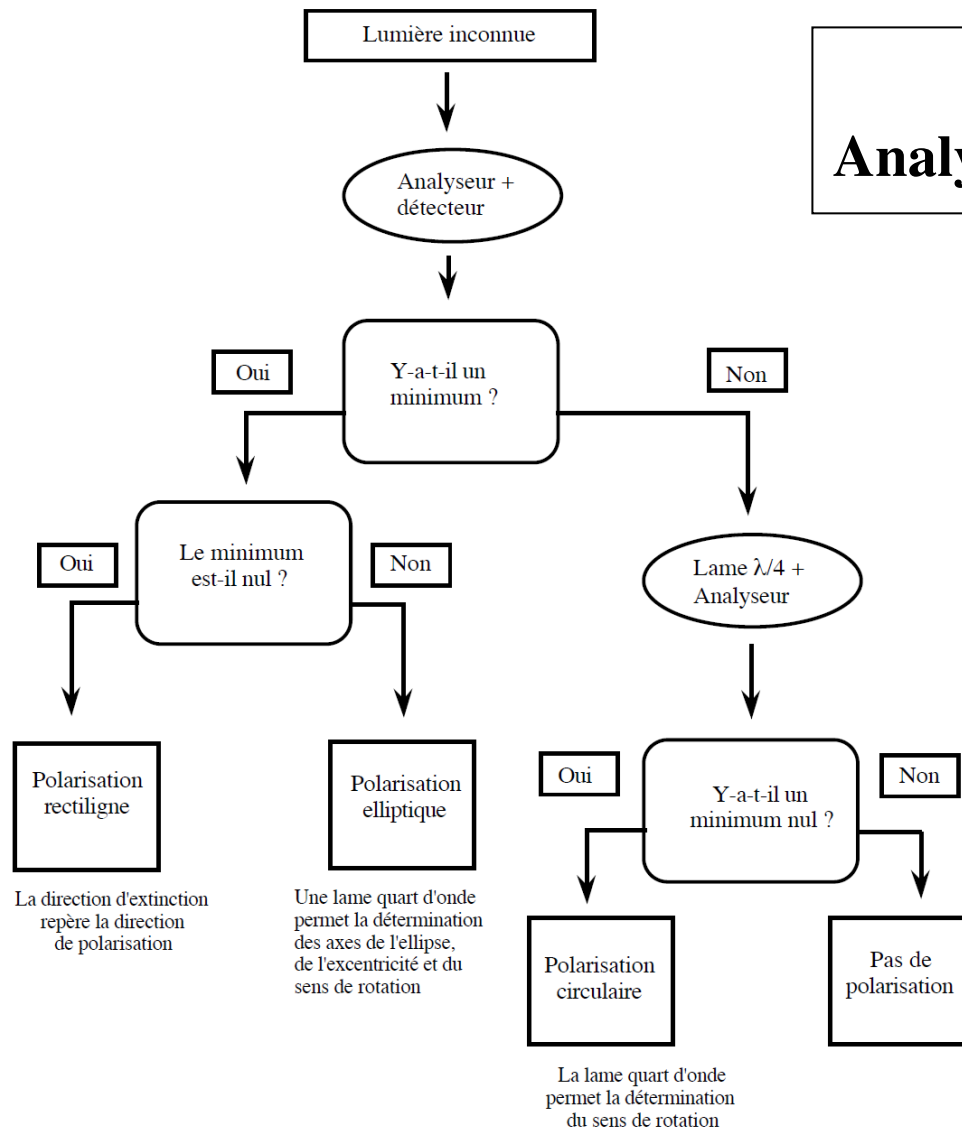 Lumière inconnue
Analy
Analyseur +
détecteur
Y-a-t-il un
minimum ?
Oui
Non
Le minimum
est-il nul ?
Oui
Non
Lame λ/4 +
Analyseur
Polarisation
rectiligne
Polarisation
elliptique
Oui
Y-a-t-il un
minimum nul ?
Non
La direction d'extinction
repère la direction
de polarisation
Une lame quart d'onde
permet la détermination
des axes de l'ellipse,
de l'excentricité et du
sens de rotation
Polarisation
circulaire
Pas de
polarisation
La lame quart d'onde
permet la détermination
du sens de rotation